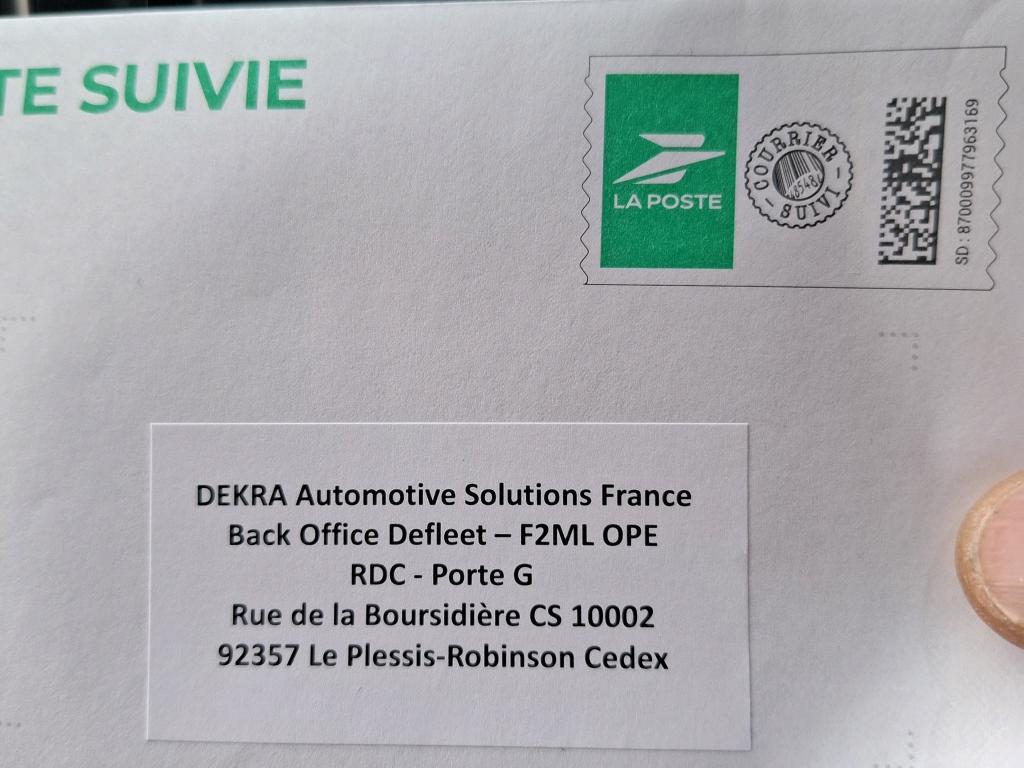 TE SUIVIE
LA POSTE
COURRIER
SUIVI
SD : 8700099977963169
DEKRA Automotive Solutions France
Back Office Defleet – F2ML OPE
RDC - Porte G
Rue de la Boursidière CS 10002
92357 Le Plessis-Robinson Cedex